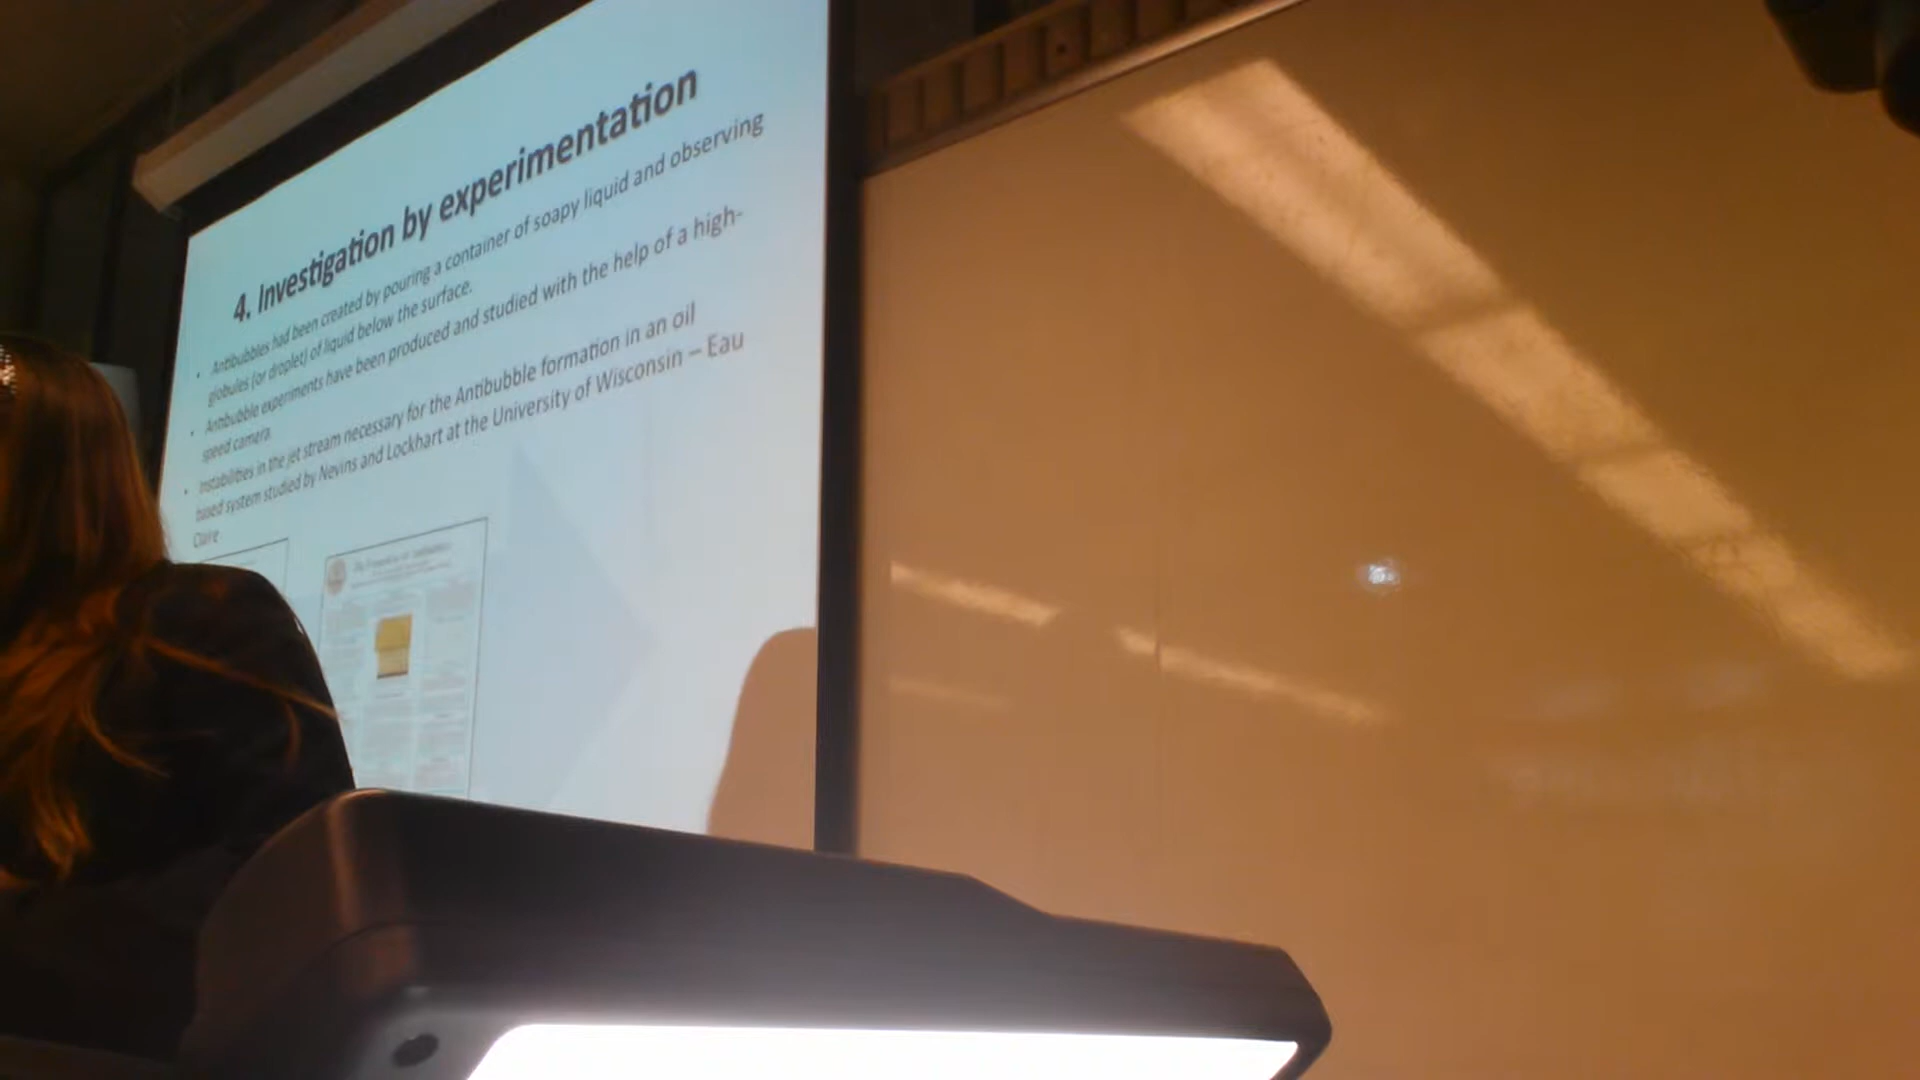 4. Investigation by experimentation
• Antibubbles had been created by pouring a container of soapy liquid and observing
globules (or droplet) of liquid below the surface.
• Antibubble experiments have been produced and studied with the help of a high-
speed camera.
• Instabilities in the jet stream necessary for the Antibubble formation in an oil
based system studied by Nevins and Lockhart at the University of Wisconsin – Eau
Claire